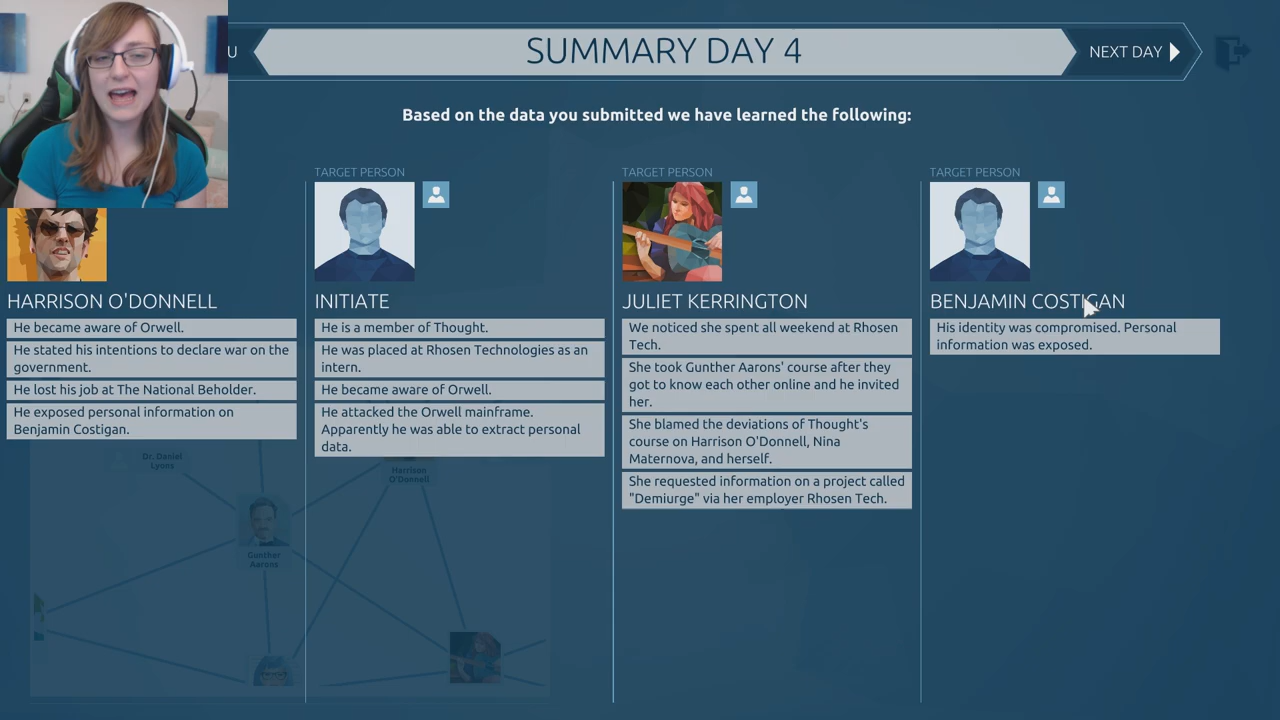 U
SUMMARY DAY 4
NEXT DAY
Based on the data you submitted we have learned the following:
HARRISON O'DONNELL
He became aware of Orwell.
He stated his intentions to declare war on the
government.
He lost his job at The National Beholder.
He exposed personal information on
Benjamin Costigan.
TARGET PERSON
INITIATE
He is a member of Thought.
He was placed at Rhosen Technologies as an
intern.
He became aware of Orwell.
He attacked the Orwell mainframe.
Apparently he was able to extract personal
data.
TARGET PERSON
JULIET KERRINGTON
We noticed she spent all weekend at Rhosen
Tech.
She took Gunther Aarons' course after they
got to know each other online and he invited
her.
She blamed the deviations of Thought's
course on Harrison O'Donnell, Nina
Maternova, and herself.
She requested information on a project called
"Demiurge" via her employer Rhosen Tech.
TARGET PERSON
BENJAMIN COSTIGAN
His identity was compromised. Personal
information was exposed.
Dr. Daniel
Lyons
Harrison
O'Donnell
Gunther
Aarons